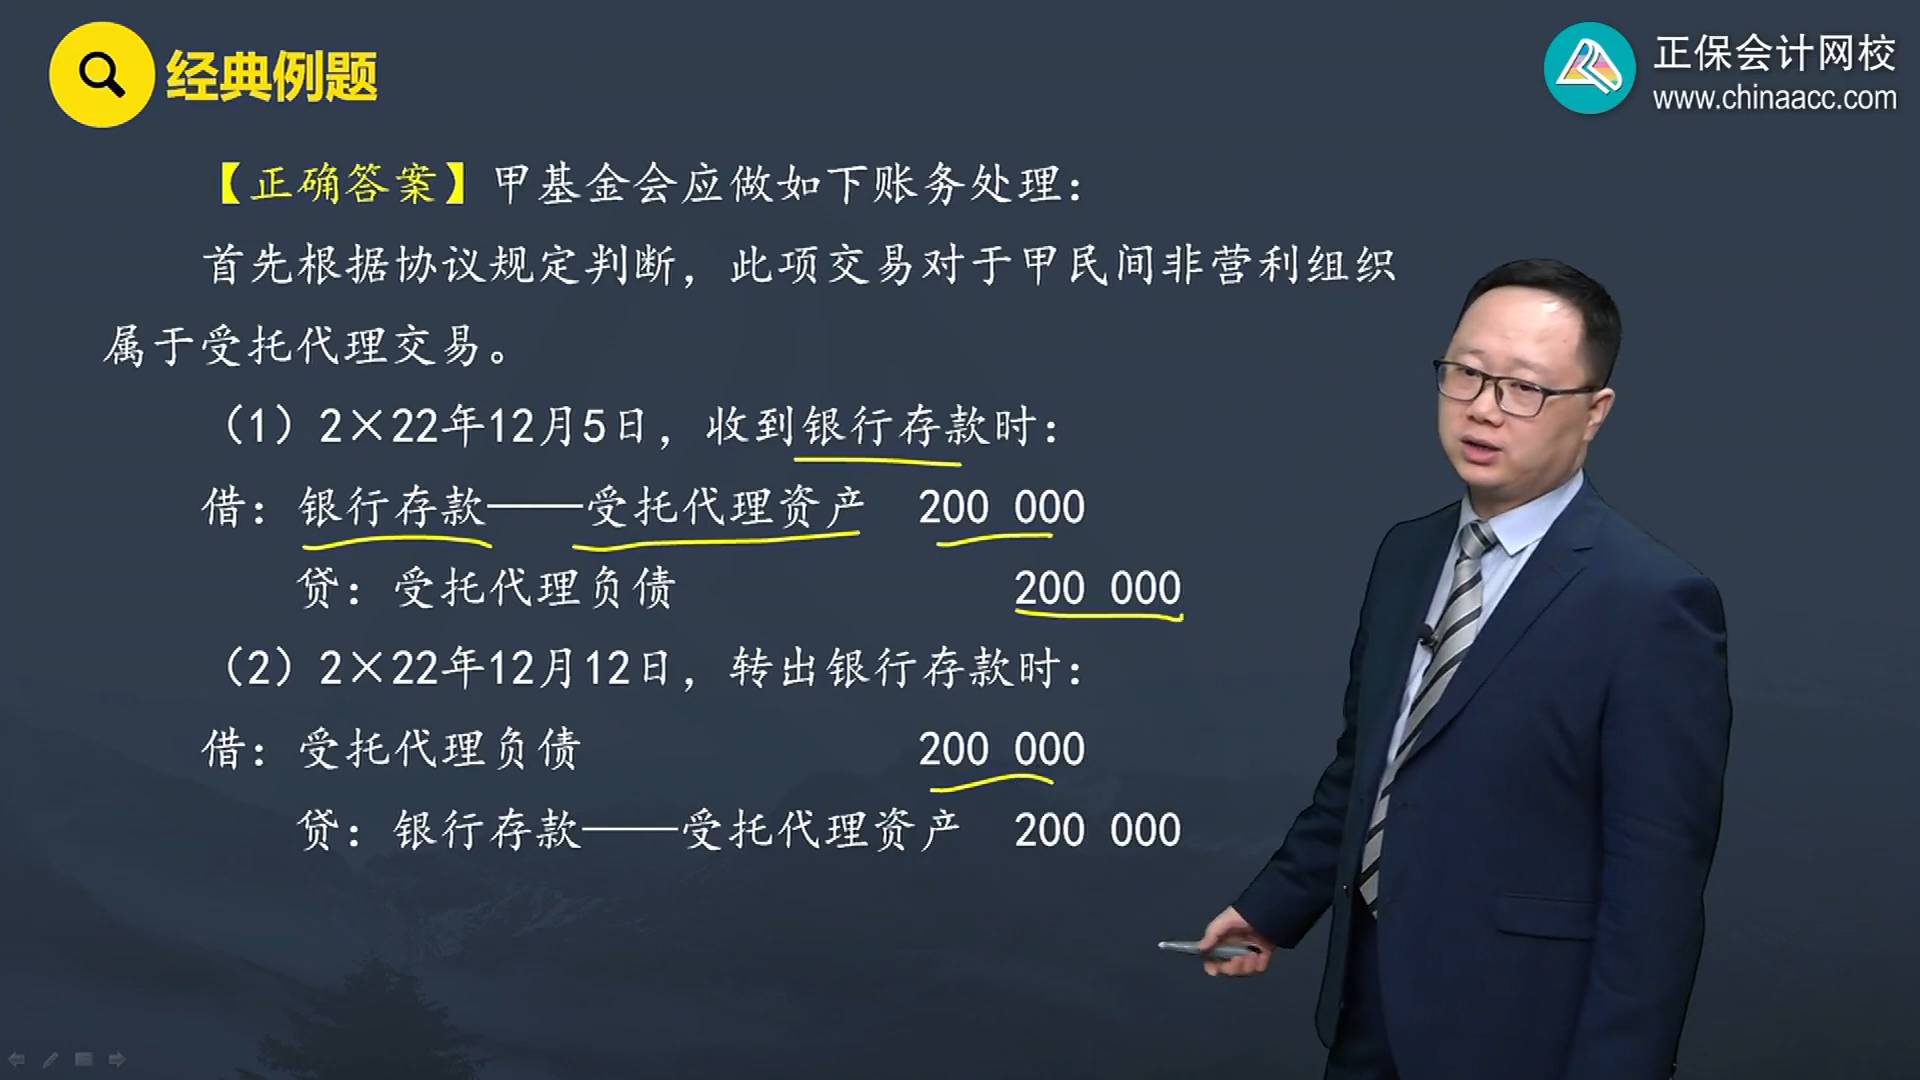 经典例题
正保会计网校
www.chinaacc.com
【正确答案】甲基金会应做如下账务处理：
首先根据协议规定判断，此项交易对于甲民间非营利组织
属于受托代理交易。
（1）2×22年12月5日，收到银行存款时：
借：银行存款——受托代理资产 200 000
贷：受托代理负债 200 000
（2）2×22年12月12日，转出银行存款时：
借：受托代理负债 200 000
贷：银行存款——受托代理资产 200 000